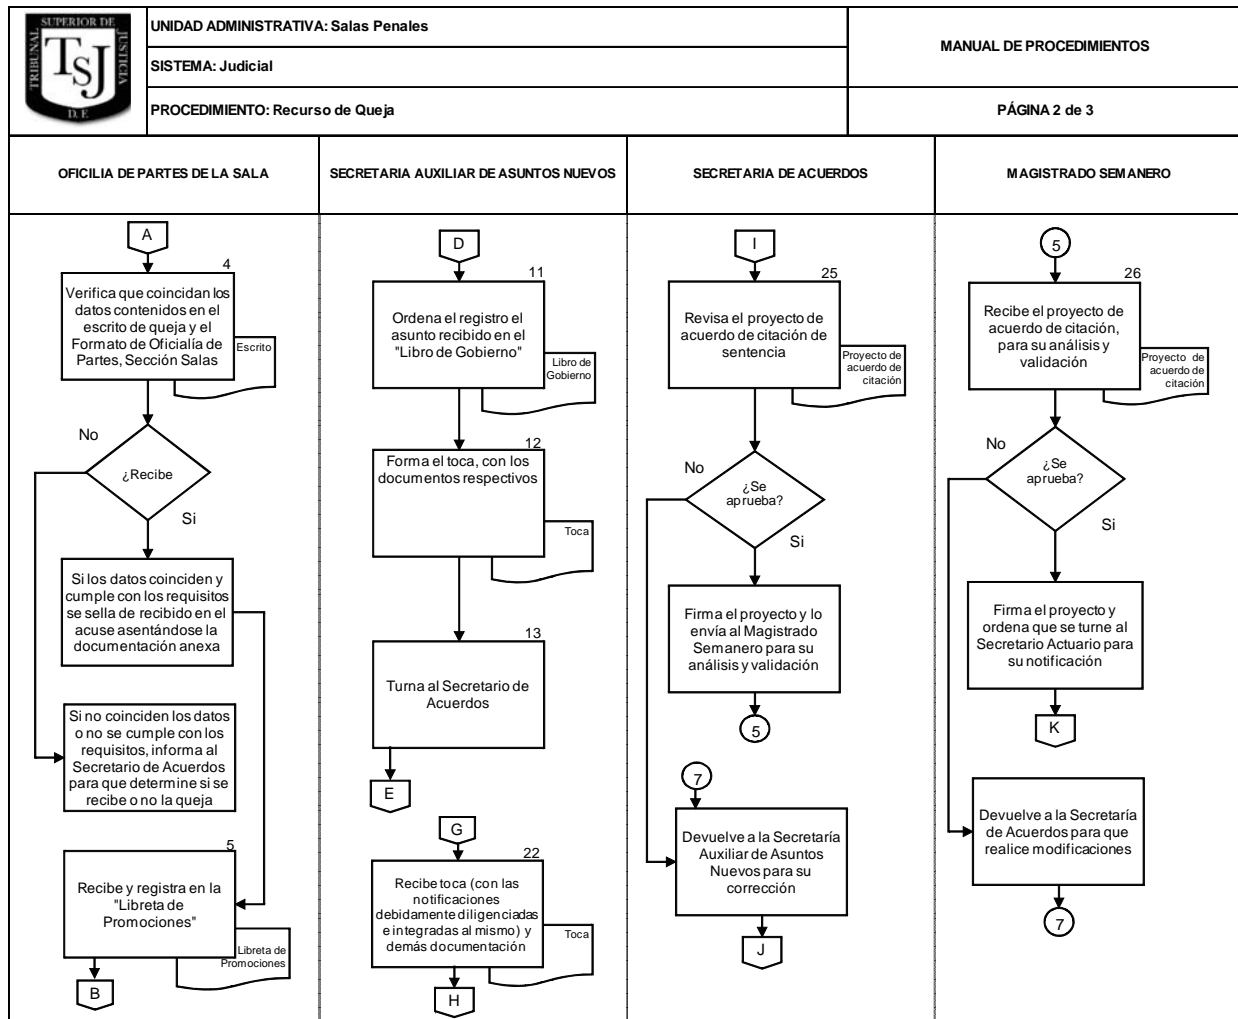 SUPERIOR DE
TRIBUNAL
JUSTICIA
TSJ
D. F.
UNIDAD ADMINISTRATIVA: Salas Penales
SISTEMA: Judicial
PROCEDIMIENTO: Recurso de Queja
MANUAL DE PROCEDIMIENTOS
PÁGINA 2 de 3
OFICILIA DE PARTES DE LA SALA
SECRETARIA AUXILIAR DE ASUNTOS NUEVOS
SECRETARIA DE ACUERDOS
MAGISTRADO SEMANERO
A
4
Verifica que coincidan los
datos contenidos en el
escrito de queja y el
Formato de Oficialía de
Partes, Sección Salas
Escrito
No
¿Recibe
Si
Si los datos coinciden y
cumple con los requisitos
se sella de recibido en el
acuse asentándose la
documentación anexa
Si no coinciden los datos
o no se cumple con los
requisitos, informa al
Secretario de Acuerdos
para que determine si se
recibe o no la queja
5
Recibe y registra en la
"Libreta de
Promociones"
Libreta de
Promociones
B
D
11
Ordena el registro el
asunto recibido en el
"Libro de Gobierno"
Libro de
Gobierno
12
Forma el toca, con los
documentos respectivos
Toca
13
Turna al Secretario de
Acuerdos
E
G
22
Recibe toca (con las
notificaciones
debidamente diligenciadas
e integradas al mismo) y
demás documentación
Toca
H
I
25
Revisa el proyecto de
acuerdo de citación de
sentencia
Proyecto de
acuerdo de
citación
No
¿Se
aprueba?
Si
Firma el proyecto y lo
envía al Magistrado
Semanero para su
análisis y validación
5
7
Devuelve a la Secretaría
Auxiliar de Asuntos
Nuevos para su
corrección
J
5
26
Recibe el proyecto de
acuerdo de citación,
para su análisis y
validación
Proyecto de
acuerdo de
citación
No
¿Se
aprueba?
Si
Firma el proyecto y
ordena que se turne al
Secretario Actuario para
su notificación
K
Devuelve a la Secretaría
de Acuerdos para que
realice modificaciones
7